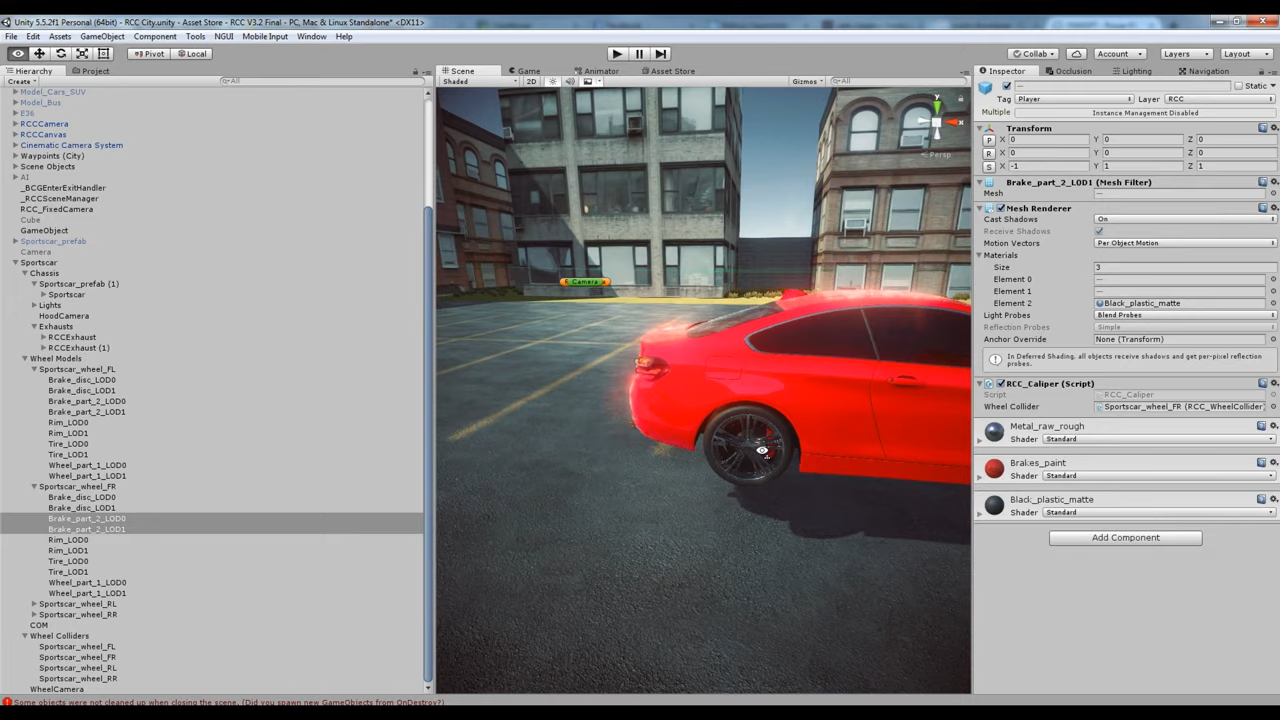 Unity 5.5.2f1 Personal (64bit) - RCC City.unity - Asset Store - RCC V3.2 Final - PC, Mac & Linux Standalone* <DX11>
File Edit Assets GameObject Component Tools NGUI Mobile Input Window Help
Pivot Local Collab Account Layers Layout
Hierarchy Project
Create All
Model_Cars_SUV
Model_Bus
E36
RCCCamera
RCCCanvas
Cinematic Camera System
Waypoints (City)
Scene Objects
AI
_BCGEnterExitHandler
_RCCSceneManager
RCC_FixedCamera
Cube
GameObject
Sportscar_prefab
Camera
Sportscar
Chassis
Sportscar_prefab (1)
Sportscar
Lights
HoodCamera
Exhausts
RCCExhaust
RCCExhaust (1)
Wheel Models
Sportscar_wheel_FL
Brake_disc_LOD0
Brake_disc_LOD1
Brake_part_2_LOD0
Brake_part_2_LOD1
Rim_LOD0
Rim_LOD1
Tire_LOD0
Tire_LOD1
Wheel_part_1_LOD0
Wheel_part_1_LOD1
Sportscar_wheel_FR
Brake_disc_LOD0
Brake_disc_LOD1
Brake_part_2_LOD0
Brake_part_2_LOD1
Rim_LOD0
Rim_LOD1
Tire_LOD0
Tire_LOD1
Wheel_part_1_LOD0
Wheel_part_1_LOD1
Sportscar_wheel_RL
Sportscar_wheel_RR
COM
Wheel Colliders
Sportscar_wheel_FL
Sportscar_wheel_FR
Sportscar_wheel_RL
Sportscar_wheel_RR
WheelCamera
Some objects were not cleaned up when closing the scene. (Did you spawn new GameObjects from OnDestroy?)
Scene Game Animator Asset Store
Shaded 2D Gizmos All
y
x
Persp
Camera
Inspector Occlusion Lighting Navigation
— Static
Tag Player Layer RCC
Multiple Instance Management Disabled
Transform
P X 0 Y 0 Z 0
R X 0 Y 0 Z 0
S X -1 Y 1 Z 1
Brake_part_2_LOD1 (Mesh Filter)
Mesh —
Mesh Renderer
Cast Shadows On
Receive Shadows
Motion Vectors Per Object Motion
Materials
Size 3
Element 0 —
Element 1 —
Element 2 Black_plastic_matte
Light Probes Blend Probes
Reflection Probes Simple
Anchor Override None (Transform)
In Deferred Shading, all objects receive shadows and get per-pixel reflection
probes.
RCC_Caliper (Script)
Script RCC_Caliper
Wheel Collider Sportscar_wheel_FR (RCC_WheelCollider)
Metal_raw_rough
Shader Standard
Brakes_paint
Shader Standard
Black_plastic_matte
Shader Standard
Add Component